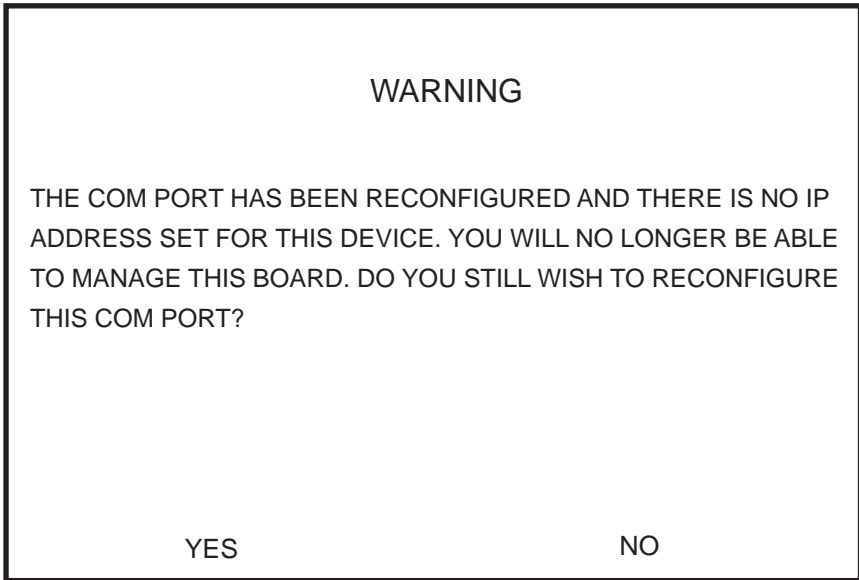 WARNING
THE COM PORT HAS BEEN RECONFIGURED AND THERE IS NO IP
ADDRESS SET FOR THIS DEVICE. YOU WILL NO LONGER BE ABLE
TO MANAGE THIS BOARD. DO YOU STILL WISH TO RECONFIGURE
THIS COM PORT?
YES NO